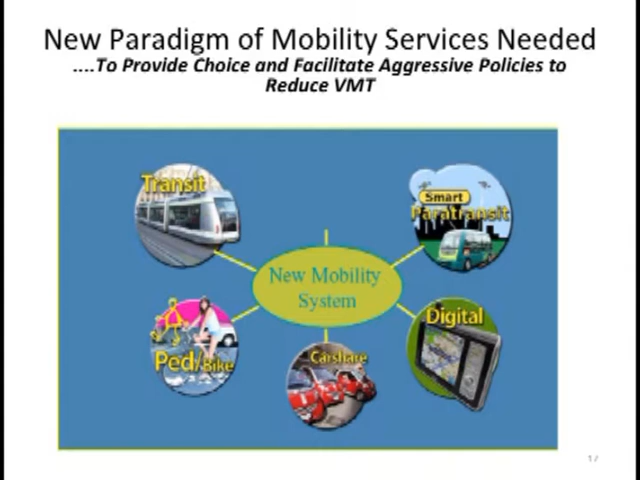 New Paradigm of Mobility Services Needed
....To Provide Choice and Facilitate Aggressive Policies to
Reduce VMT
Transit
Smart
Paratransit
New Mobility
System
Ped/Bike
Carshare
Digital
17